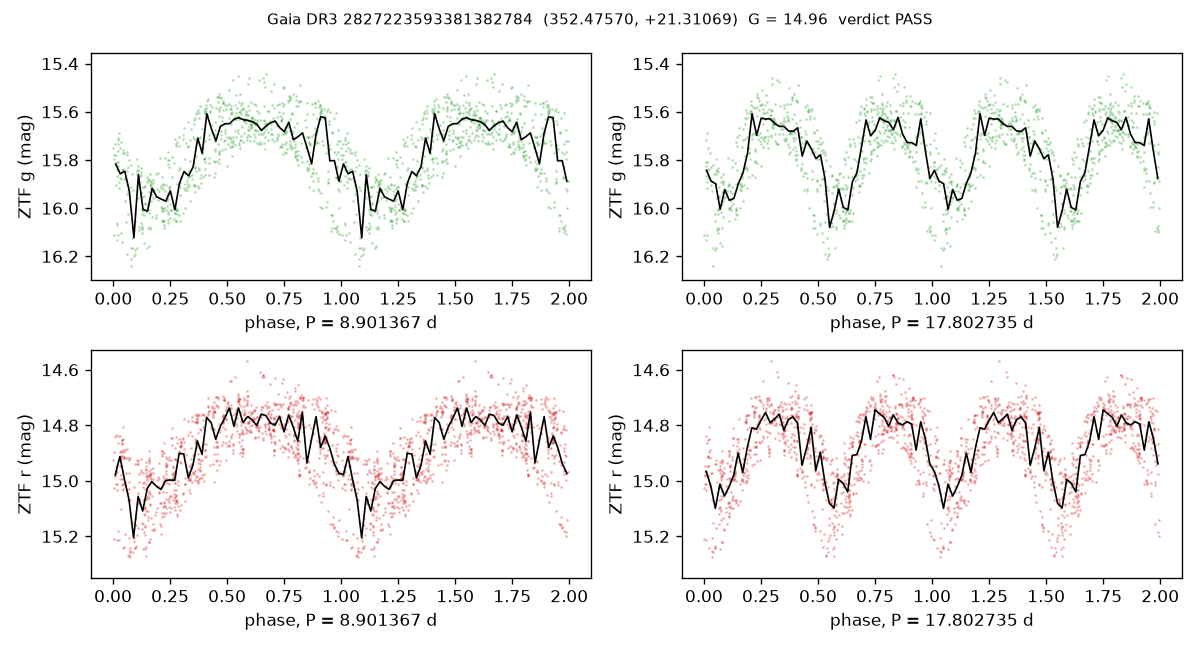 Gaia DR3 2827223593381382784 (352.47570, +21.31069) G = 14.96 verdict PASS
ZTF g (mag)
15.4
15.6
15.8
16.0
16.2
0.00 0.25 0.50 0.75 1.00 1.25 1.50 1.75 2.00
phase, P = 8.901367 d
ZTF g (mag)
15.4
15.6
15.8
16.0
16.2
0.00 0.25 0.50 0.75 1.00 1.25 1.50 1.75 2.00
phase, P = 17.802735 d
ZTF r (mag)
14.6
14.8
15.0
15.2
0.00 0.25 0.50 0.75 1.00 1.25 1.50 1.75 2.00
phase, P = 8.901367 d
ZTF r (mag)
14.6
14.8
15.0
15.2
0.00 0.25 0.50 0.75 1.00 1.25 1.50 1.75 2.00
phase, P = 17.802735 d